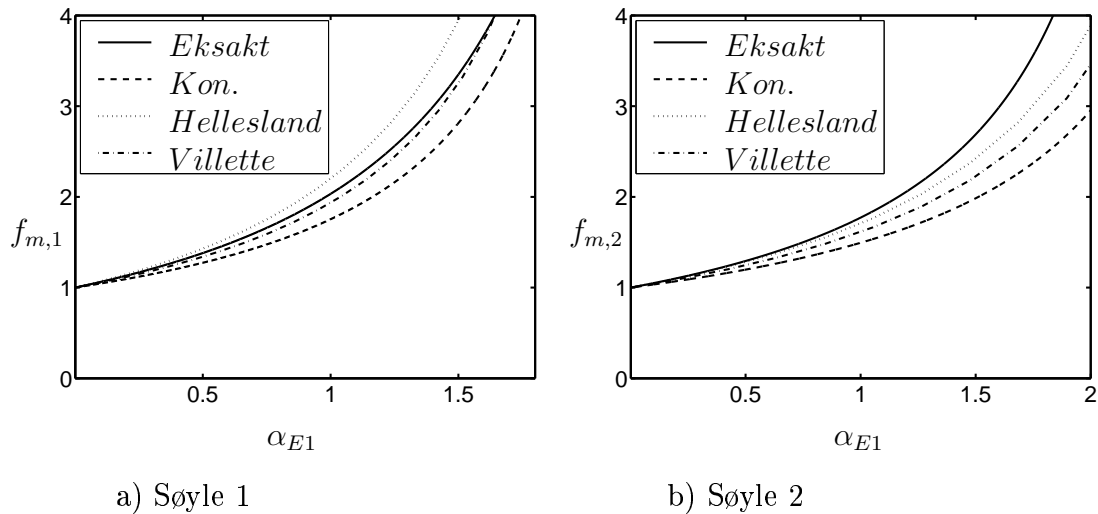 4
3
2
1
0
f_{m,1}
Eksakt
Kon.
Hellesland
Villette
0.5
1
1.5
α_{E1}
a) Søyle 1
4
3
2
1
0
f_{m,2}
Eksakt
Kon.
Hellesland
Villette
0.5
1
1.5
2
α_{E1}
b) Søyle 2